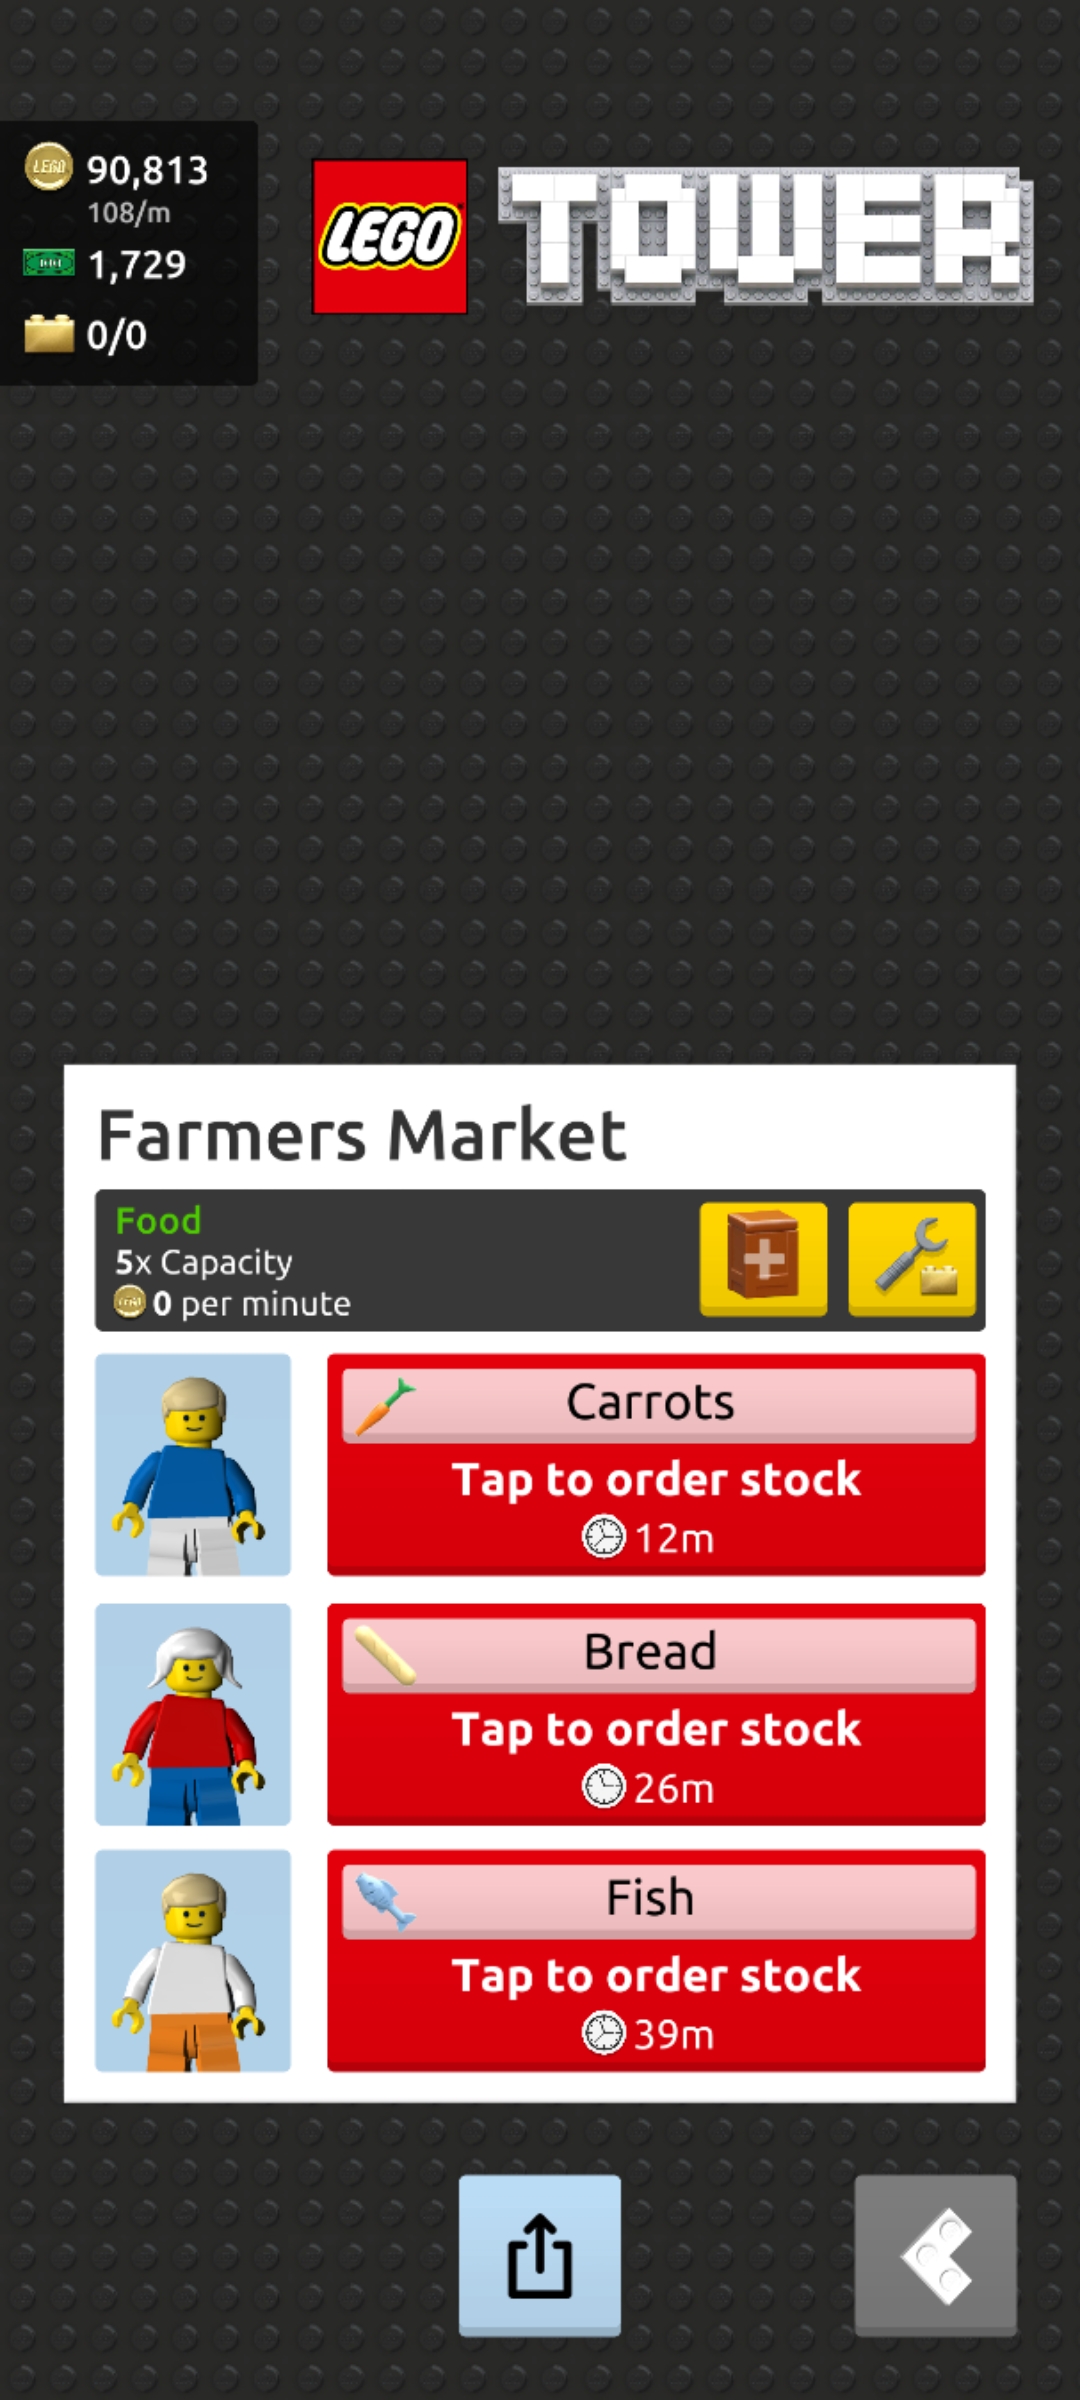 90,813
108/m
1,729
0/0
LEGO
TOWER
Farmers Market
Food
5x Capacity
0 per minute
Carrots
Tap to order stock
12m
Bread
Tap to order stock
26m
Fish
Tap to order stock
39m